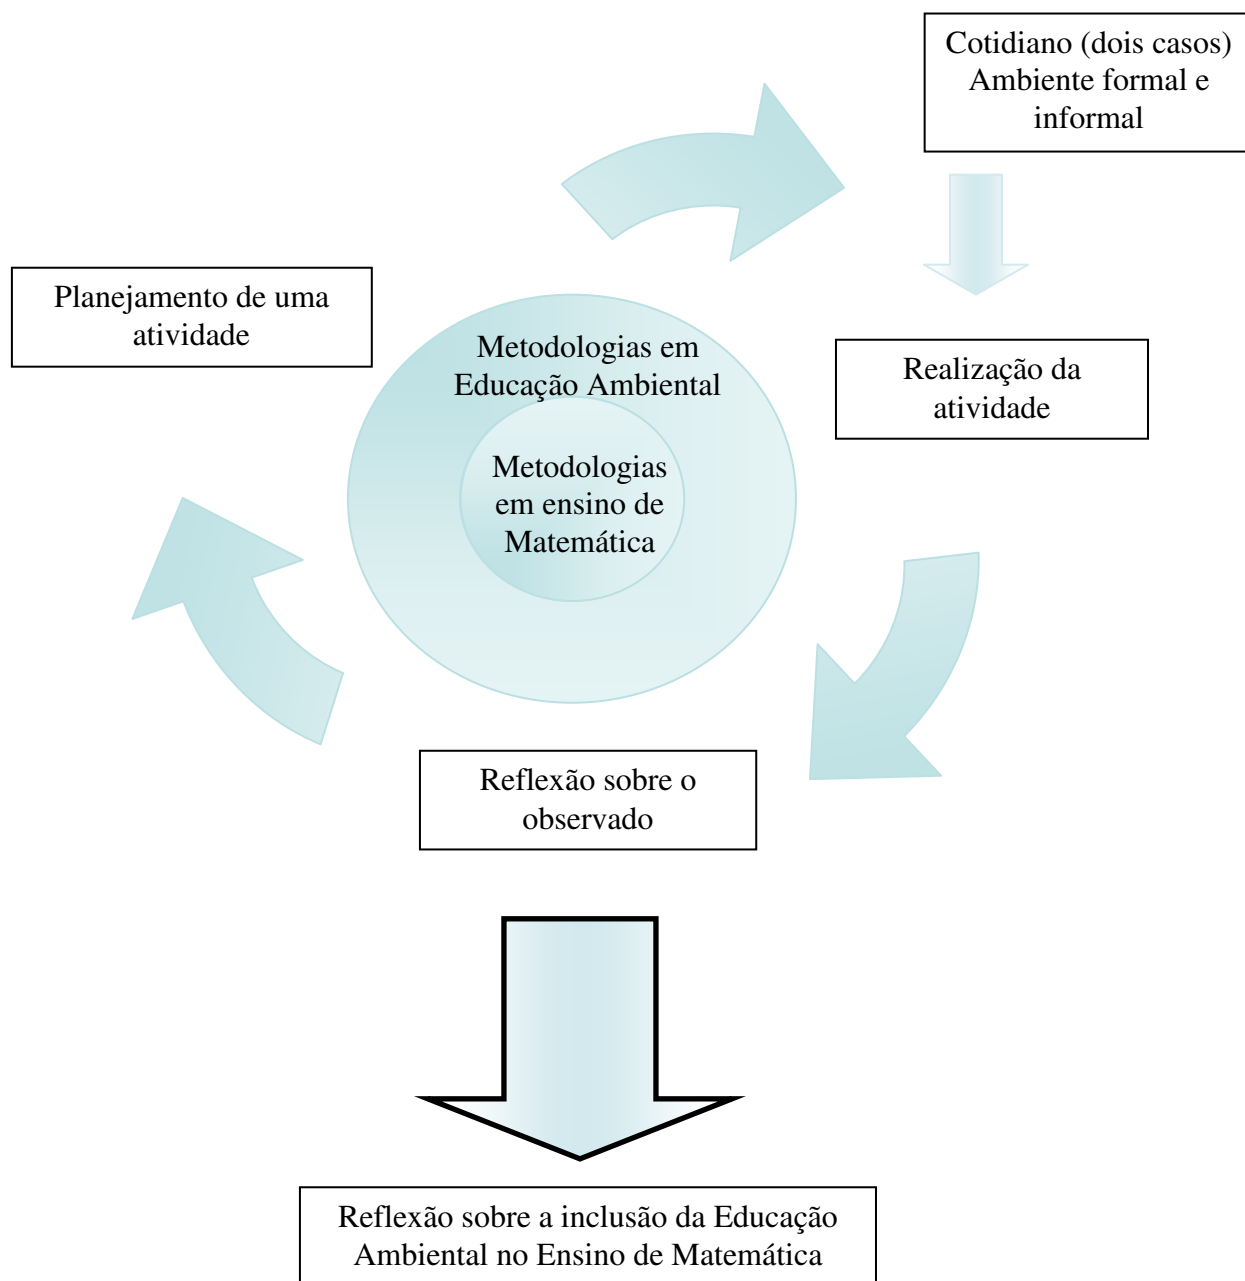 Cotidiano (dois casos)
Ambiente formal e
informal
Planejamento de uma
atividade
Metodologias em
Educação Ambiental
Realização da
atividade
Metodologias
em ensino de
Matemática
Reflexão sobre o
observado
Reflexão sobre a inclusão da Educação
Ambiental no Ensino de Matemática